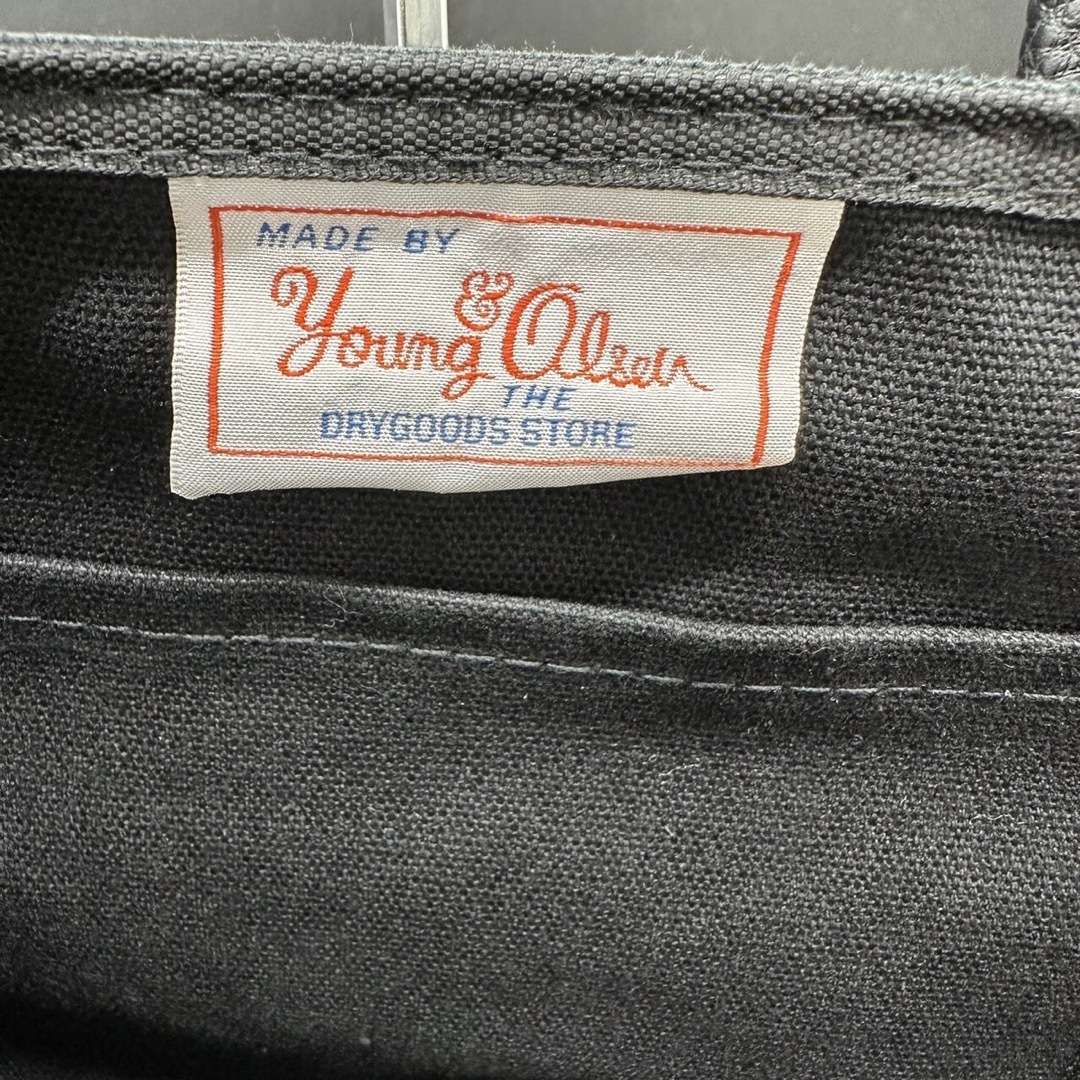 MADE BY
Young & Olsen
THE
DRYGOODS STORE